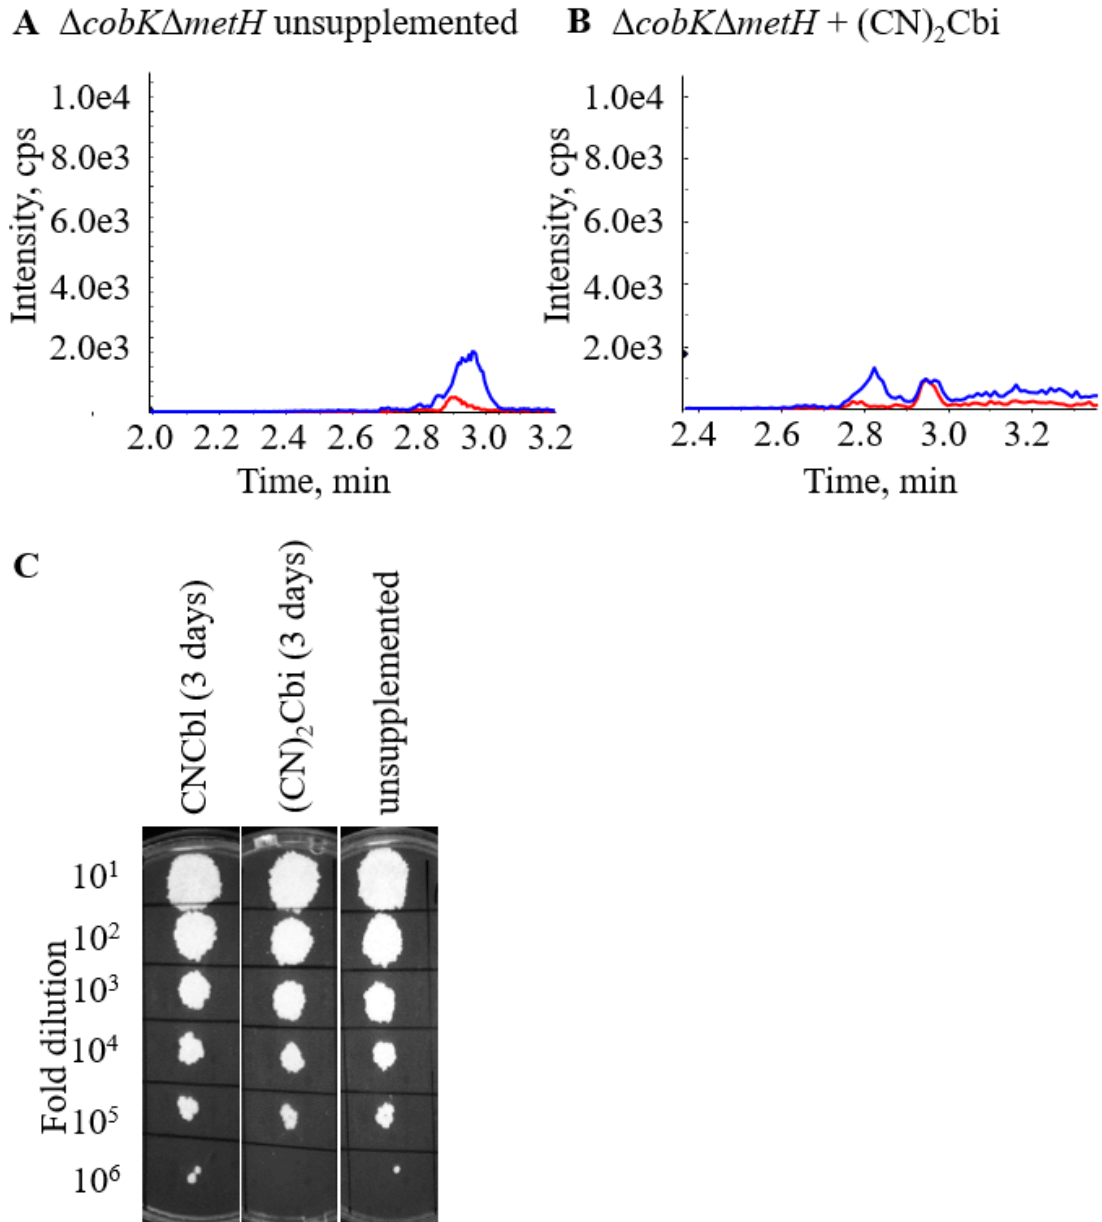 A ΔcobKΔmetH unsupplemented
Intensity, cps
1.0e4
8.0e3
6.0e3
4.0e3
2.0e3
2.0 2.2 2.4 2.6 2.8 3.0 3.2
Time, min
B ΔcobKΔmetH + (CN)₂Cbi
Intensity, cps
1.0e4
8.0e3
6.0e3
4.0e3
2.0e3
2.4 2.6 2.8 3.0 3.2
Time, min
C
CNCbl (3 days)
(CN)₂Cbi (3 days)
unsupplemented
Fold dilution
10¹
10²
10³
10⁴
10⁵
10⁶